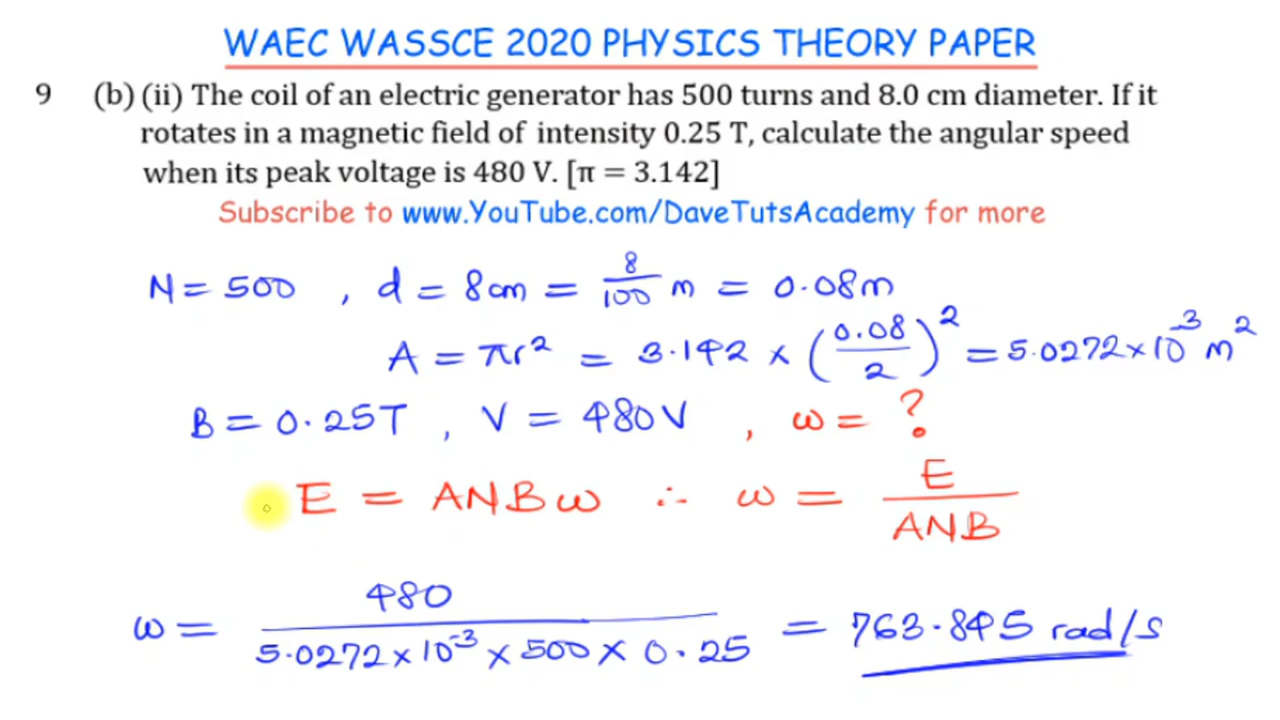 WAEC WASSCE 2020 PHYSICS THEORY PAPER
9 (b) (ii) The coil of an electric generator has 500 turns and 8.0 cm diameter. If it
rotates in a magnetic field of intensity 0.25 T, calculate the angular speed
when its peak voltage is 480 V. [π = 3.142]
Subscribe to www.YouTube.com/DaveTutsAcademy for more
N = 500 , d = 8cm = 8/100 m = 0.08m
A = πr² = 3.142 × (0.08/2)² = 5.0272 × 10⁻³ m²
B = 0.25T , V = 480V , ω = ?
E = ANBω ∴ ω = E/ANB
ω = 480/(5.0272 × 10⁻³ × 500 × 0.25) = 763.845 rad/s